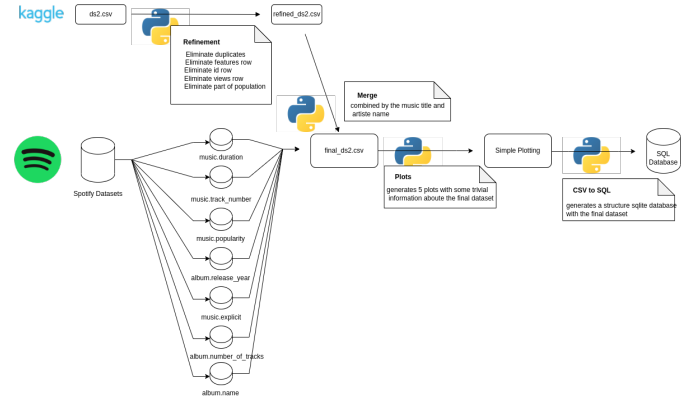 kaggle
ds2.csv
refined_ds2.csv
Refinement
Eliminate duplicates
Eliminate features row
Eliminate id row
Eliminate views row
Eliminate part of population
Merge
combined by the music title and
artiste name
final_ds2.csv
Simple Plotting
SQL
Database
Plots
generates 5 plots with some trivial
information aboute the final dataset
CSV to SQL
generates a structure sqlite database
with the final dataset
Spotify Datasets
music.duration
music.track_number
music.popularity
album.release_year
music.explicit
album.number_of_tracks
album.name